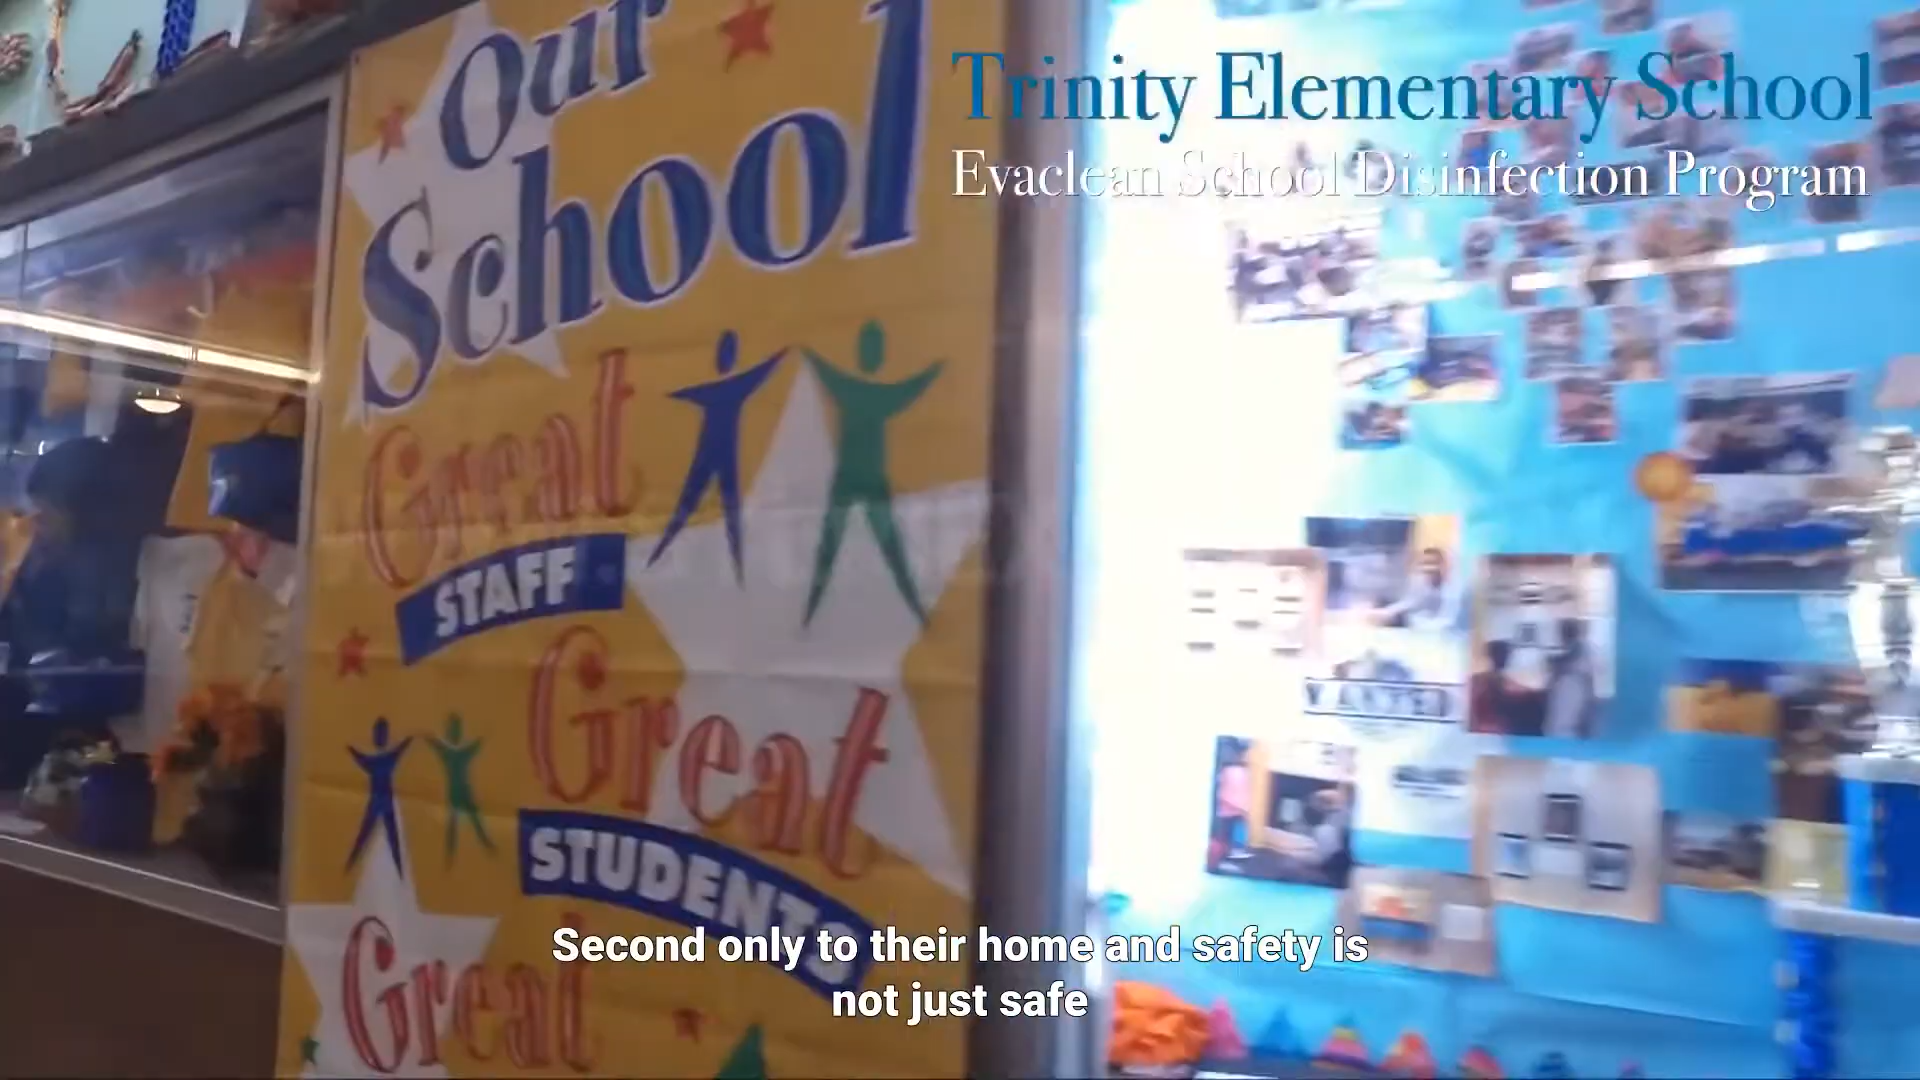 Our
School
Great
STAFF
Great
STUDENTS
Great
Trinity Elementary School
Evaclean School Disinfection Program
WANTED
Second only to their home and safety is
not just safe